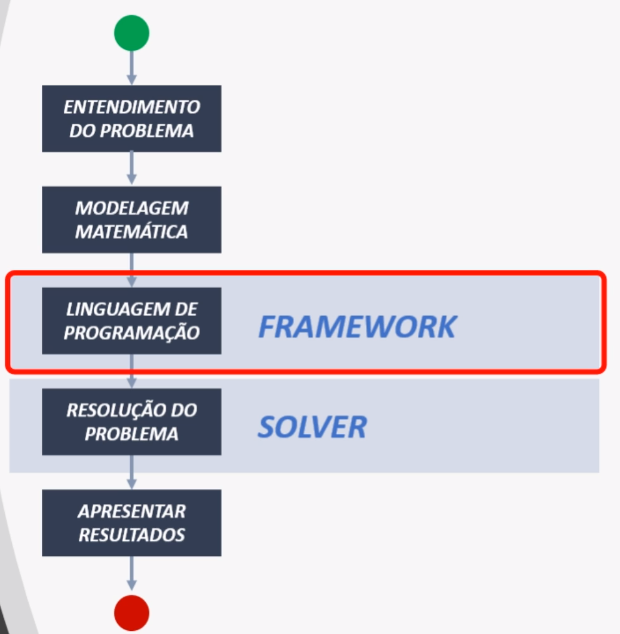 ENTENDIMENTO
DO PROBLEMA
MODELAGEM
MATEMÁTICA
LINGUAGEM DE
PROGRAMAÇÃO
FRAMEWORK
RESOLUÇÃO DO
PROBLEMA
SOLVER
APRESENTAR
RESULTADOS